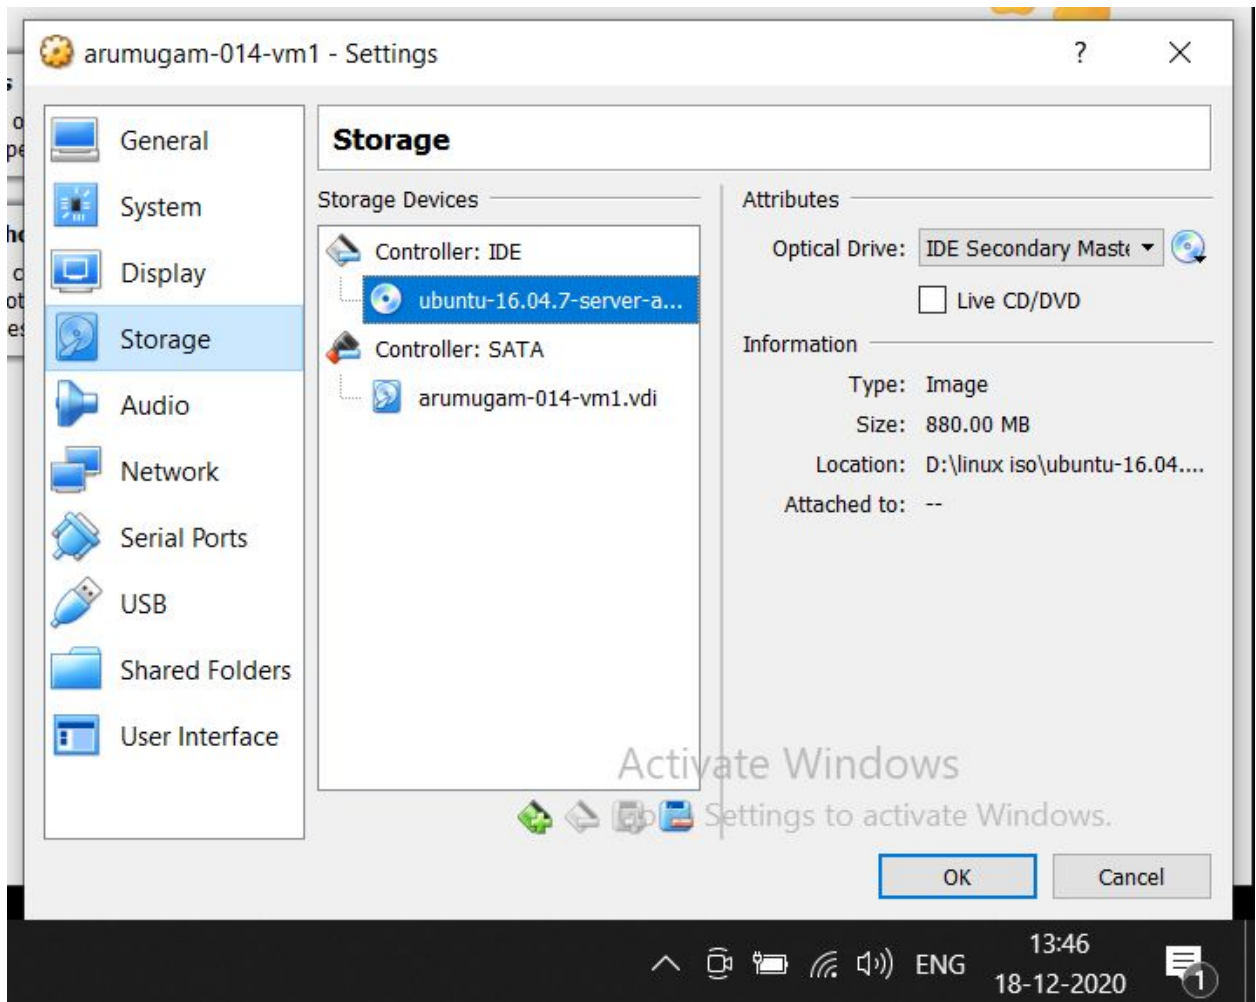 arumugam-014-vm1 - Settings
?
General
System
Display
Storage
Audio
Network
Serial Ports
USB
Shared Folders
User Interface
Storage
Storage Devices
Controller: IDE
ubuntu-16.04.7-server-a...
Controller: SATA
arumugam-014-vm1.vdi
Attributes
Optical Drive: IDE Secondary Maste
Live CD/DVD
Information
Type: Image
Size: 880.00 MB
Location: D:\linux iso\ubuntu-16.04....
Attached to: --
Activate Windows
Settings to activate Windows.
OK Cancel
ENG
13:46
18-12-2020
1